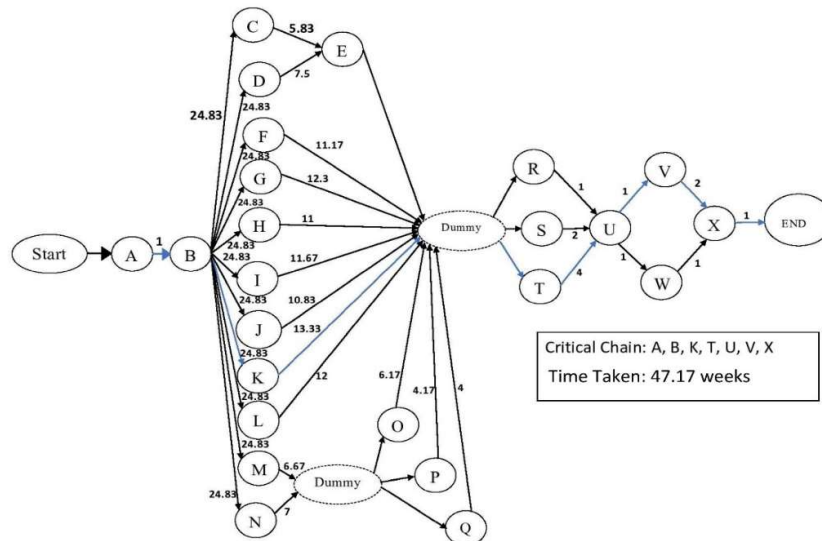 C
5.83
E
D
7.5
24.83
24.83
F
11.17
24.83
G
12.3
24.83
H
11
24.83
I
11.67
24.83
J
10.83
24.83
K
13.33
24.83
L
12
24.83
M
6.67
24.83
N
7
Start
A
1
B
Dummy
Dummy
O
6.17
P
4.17
Q
4
R
1
S
2
T
4
U
1
V
2
1
W
1
X
1
END
Critical Chain: A, B, K, T, U, V, X
Time Taken: 47.17 weeks